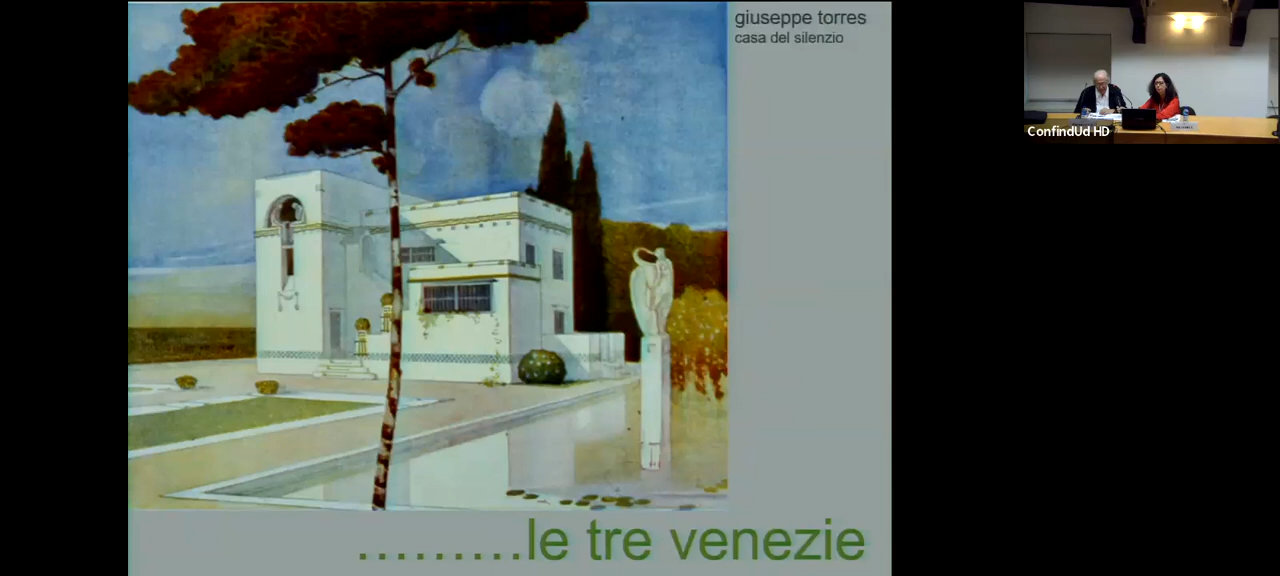 giuseppe torres
casa del silenzio
ConfindUd HD
.........le tre venezie